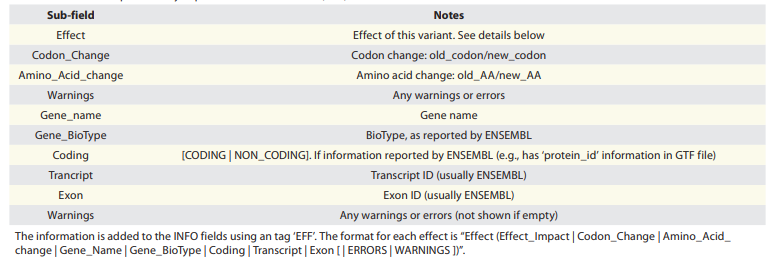 Sub-field Notes
Effect Effect of this variant. See details below
Codon_Change Codon change: old_codon/new_codon
Amino_Acid_change Amino acid change: old_AA/new_AA
Warnings Any warnings or errors
Gene_name Gene name
Gene_BioType BioType, as reported by ENSEMBL
Coding [CODING | NON_CODING]. If information reported by ENSEMBL (e.g., has ‘protein_id’ information in GTF file)
Trancript Transcript ID (usually ENSEMBL)
Exon Exon ID (usually ENSEMBL)
Warnings Any warnings or errors (not shown if empty)
The information is added to the INFO fields using an tag ‘EFF’. The format for each effect is “Effect (Effect_Impact | Codon_Change | Amino_Acid_
change | Gene_Name | Gene_BioType | Coding | Transcript | Exon [ | ERRORS | WARNINGS ])”.